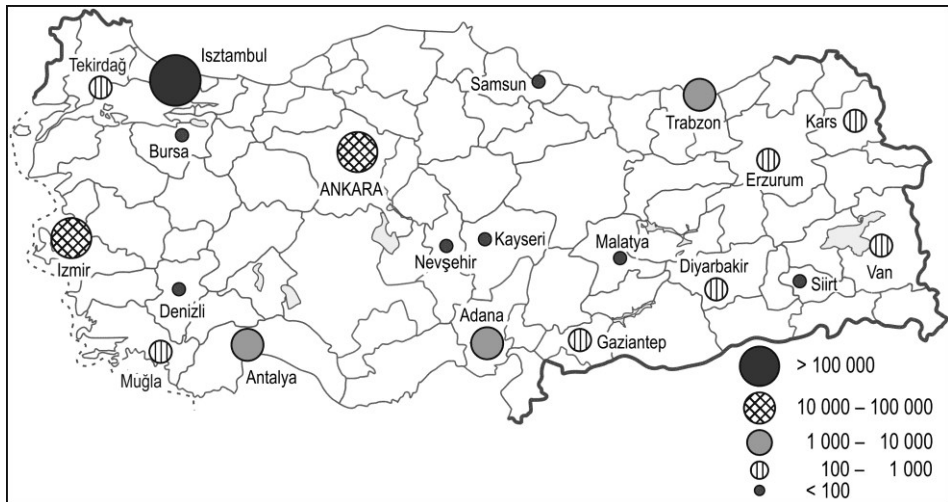 Isztambul
Tekirdağ
Samsun
Bursa
Trabzon
Kars
ANKARA
Erzurum
Izmir
Nevşehir
Kayseri
Malatya
Diyarbakir
Siirt
Van
Denizli
Adana
Gaziantep
Muğla
Antalya
> 100 000
10 000 – 100 000
1 000 – 10 000
100 – 1 000
< 100